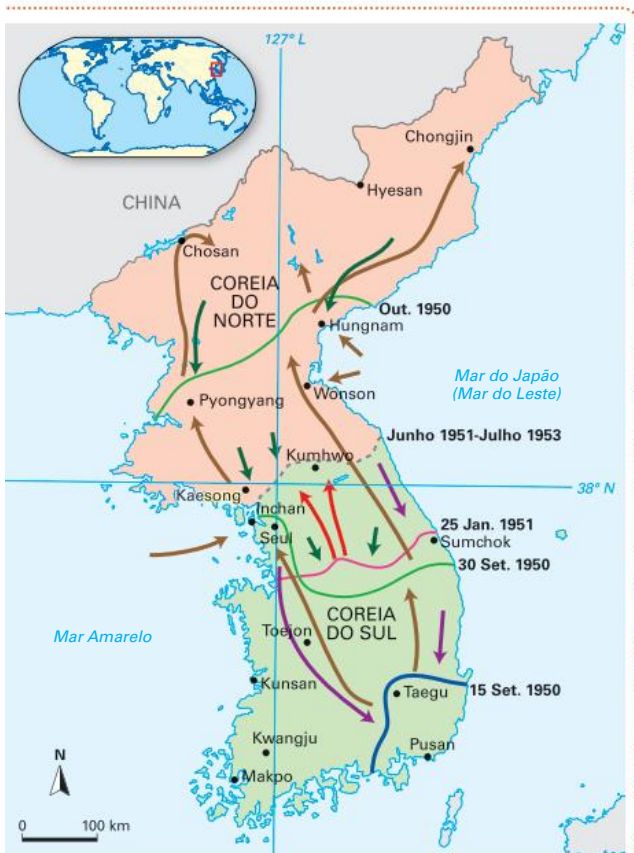 127º L
Chongjin
Hyesan
CHINA
Chosan
COREIA
DO
NORTE
Out. 1950
Hungnam
Mar do Japão
(Mar do Leste)
Wonson
Pyongyang
Junho 1951-Julho 1953
Kumhwo
38º N
Kaesong
Inchan
25 Jan. 1951
Seul
Sumchok
30 Set. 1950
COREIA
DO SUL
Mar Amarelo
Toejon
Kunsan
Taegu
15 Set. 1950
Kwangju
Pusan
N
Makpo
0 100 km